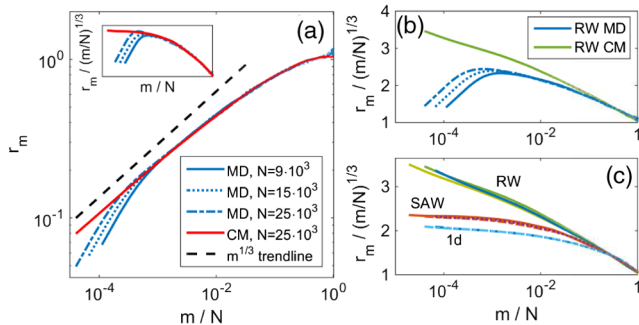 (a)
r_m / (m/N)^{1/3}
m / N
r_m
10^0
10^{-1}
MD, N=9·10^3
MD, N=15·10^3
MD, N=25·10^3
CM, N=25·10^3
m^{1/3} trendline
10^{-4} 10^{-2} 10^0
m / N
(b)
RW MD
RW CM
r_m / (m/N)^{1/3}
4
3
2
1
10^{-4} 10^{-2} 1
m / N
(c)
RW
SAW
1d
r_m / (m/N)^{1/3}
3
2
1
10^{-4} 10^{-2} 1
m / N